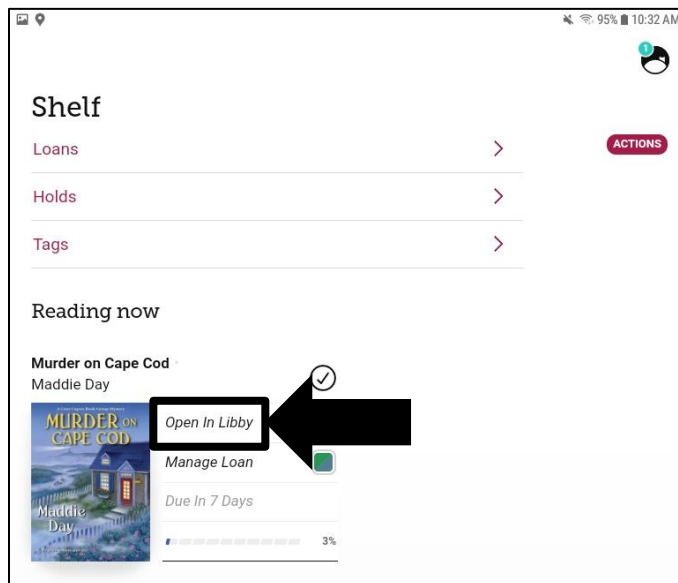 95% 10:32 AM
1
Shelf
Loans
ACTIONS
Holds
Tags
Reading now
Murder on Cape Cod
Maddie Day
MURDER ON
CAPE COD
Maddie
Day
Open In Libby
Manage Loan
Due In 7 Days
3%